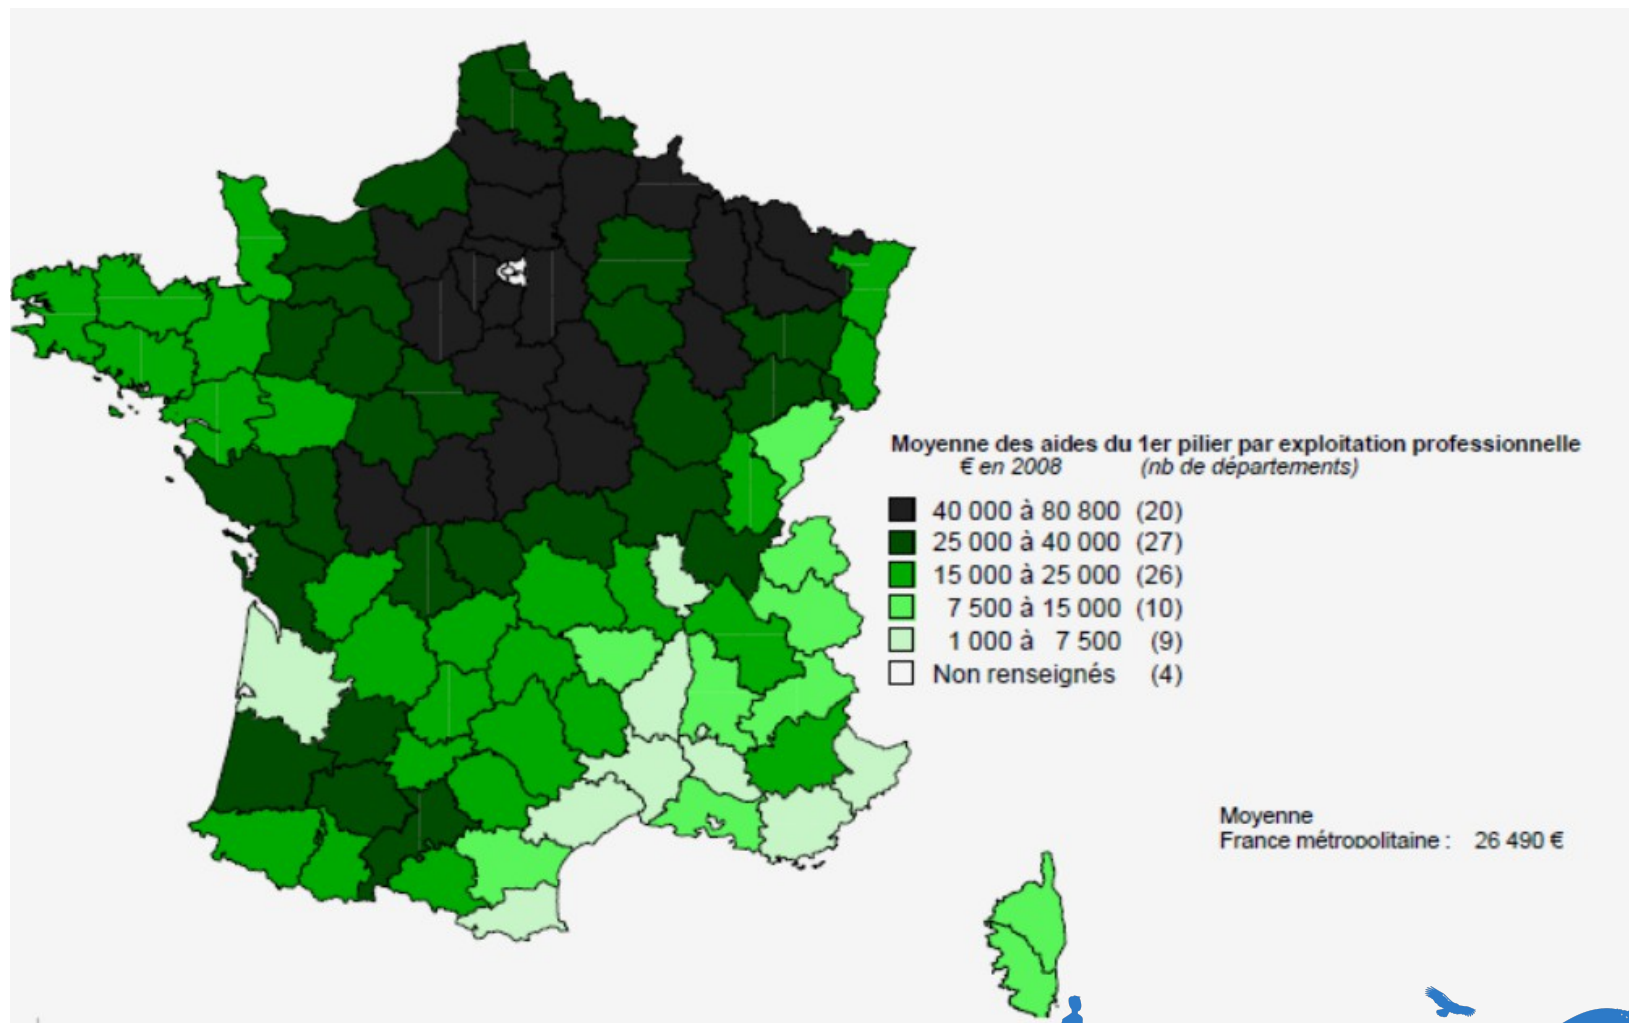 Moyenne des aides du 1er pilier par exploitation professionnelle
€ en 2008 (nb de départements)
40 000 à 80 800 (20)
25 000 à 40 000 (27)
15 000 à 25 000 (26)
7 500 à 15 000 (10)
1 000 à 7 500 (9)
Non renseignés (4)
Moyenne
France métropolitaine : 26 490 €